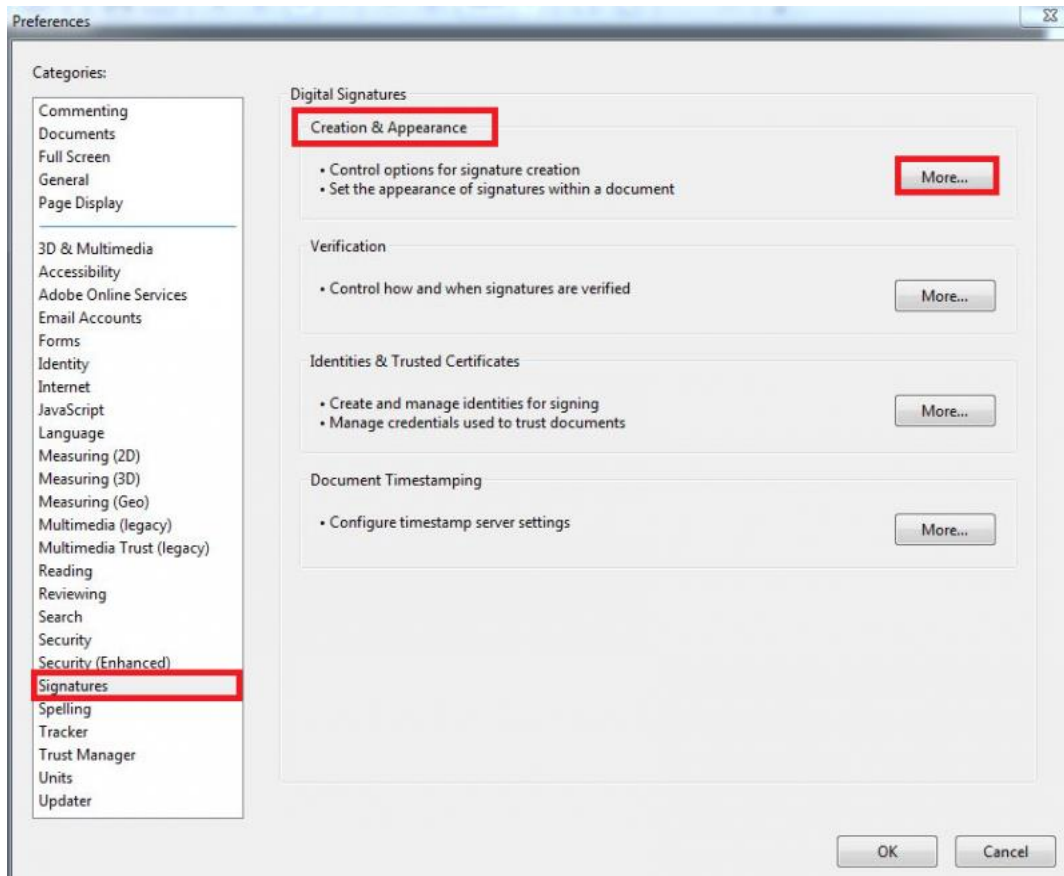 Preferences
Categories:
Commenting
Documents
Full Screen
General
Page Display
3D & Multimedia
Accessibility
Adobe Online Services
Email Accounts
Forms
Identity
Internet
JavaScript
Language
Measuring (2D)
Measuring (3D)
Measuring (Geo)
Multimedia (legacy)
Multimedia Trust (legacy)
Reading
Reviewing
Search
Security
Security (Enhanced)
Signatures
Spelling
Tracker
Trust Manager
Units
Updater
Digital Signatures
Creation & Appearance
• Control options for signature creation
• Set the appearance of signatures within a document
More...
Verification
• Control how and when signatures are verified
More...
Identities & Trusted Certificates
• Create and manage identities for signing
• Manage credentials used to trust documents
More...
Document Timestamping
• Configure timestamp server settings
More...
OK
Cancel